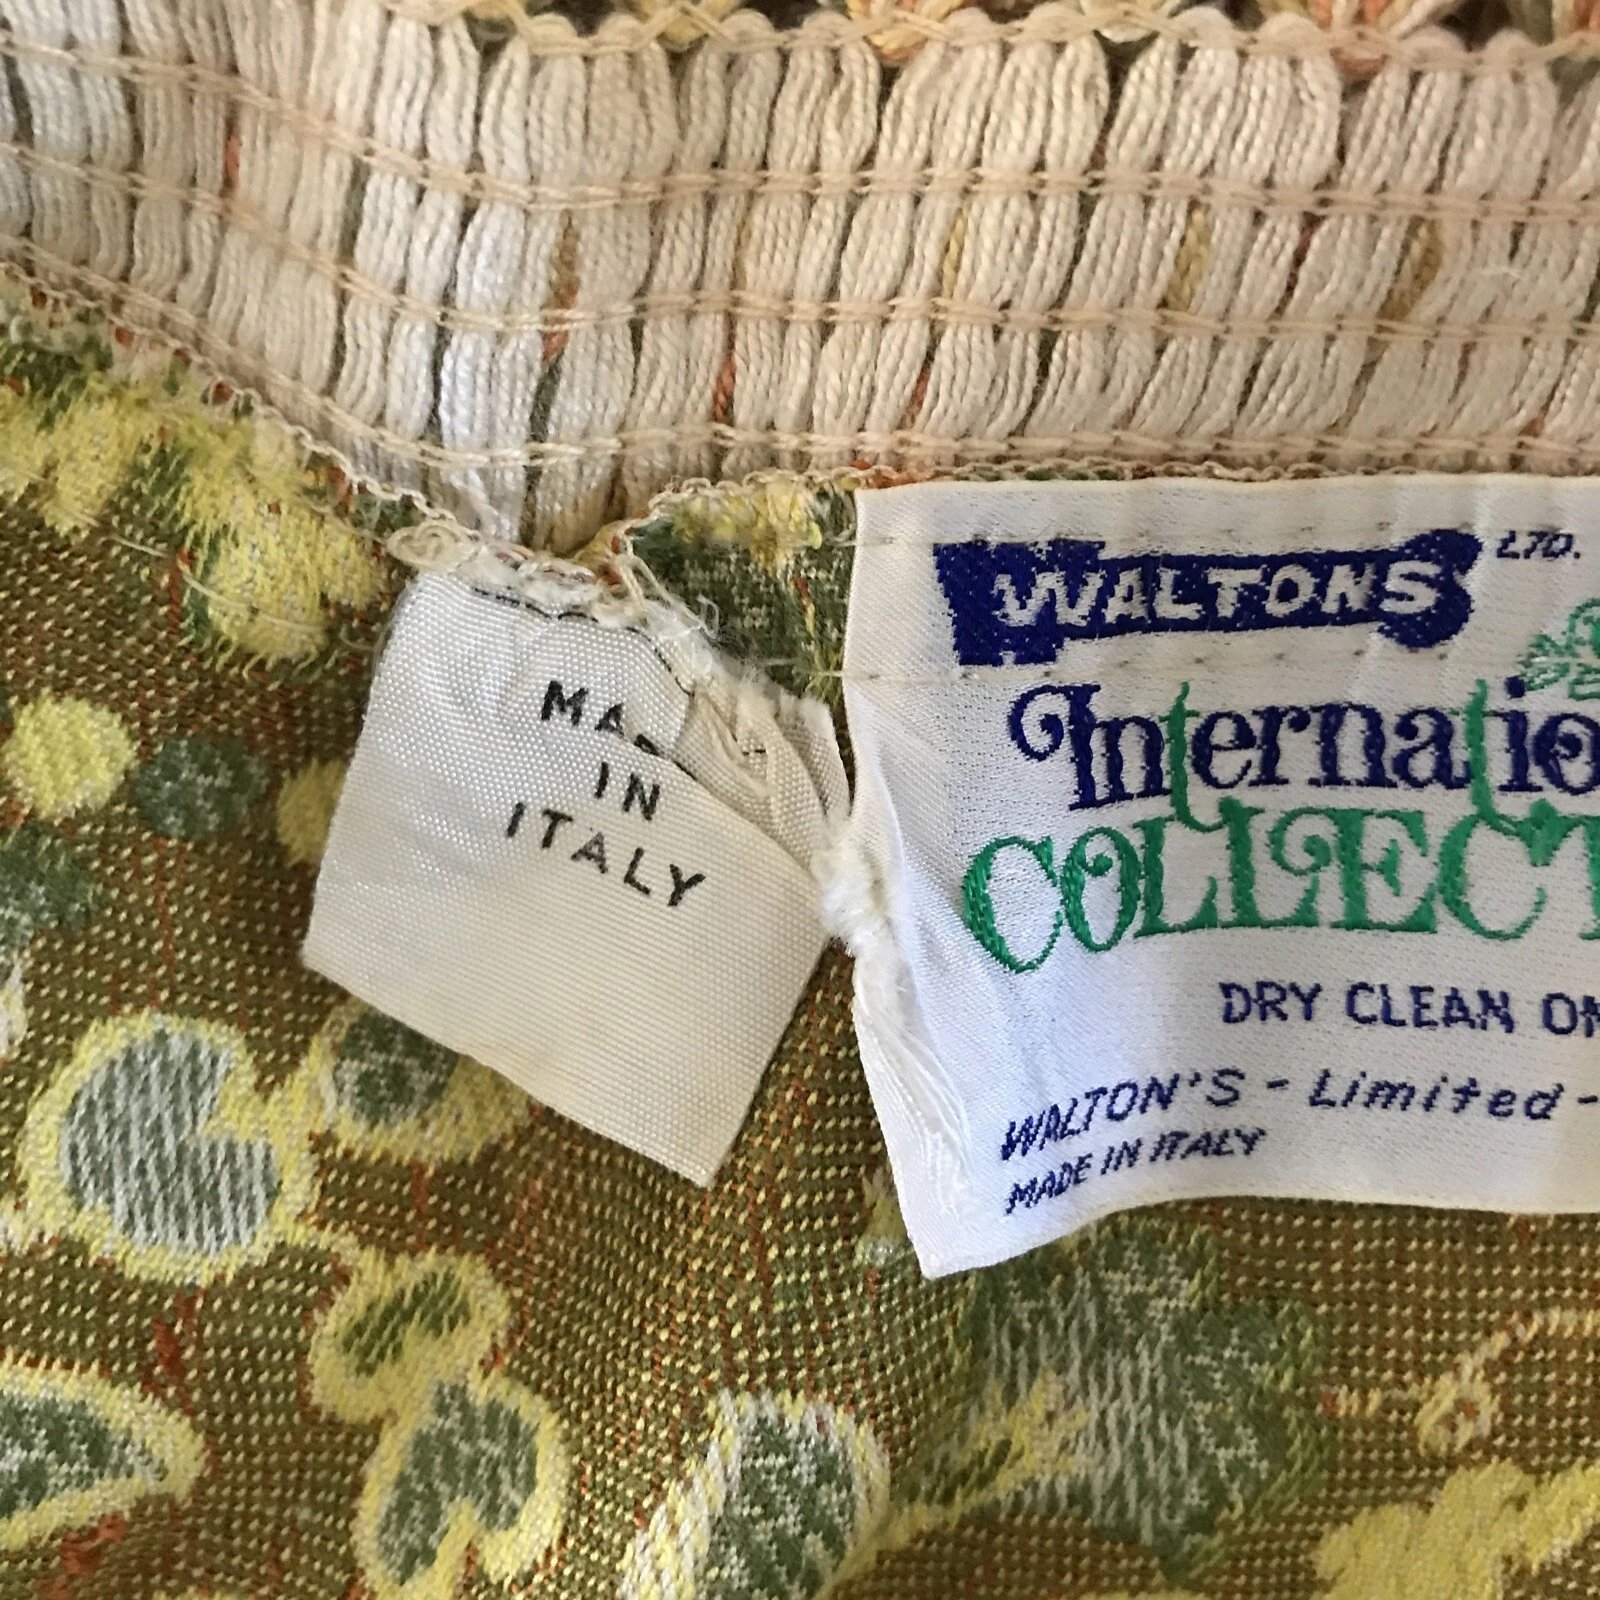 MADE
IN
ITALY
WALTONS LTD.
Internatio
COLLECT
DRY CLEAN ON
WALTON'S - Limited -
MADE IN ITALY